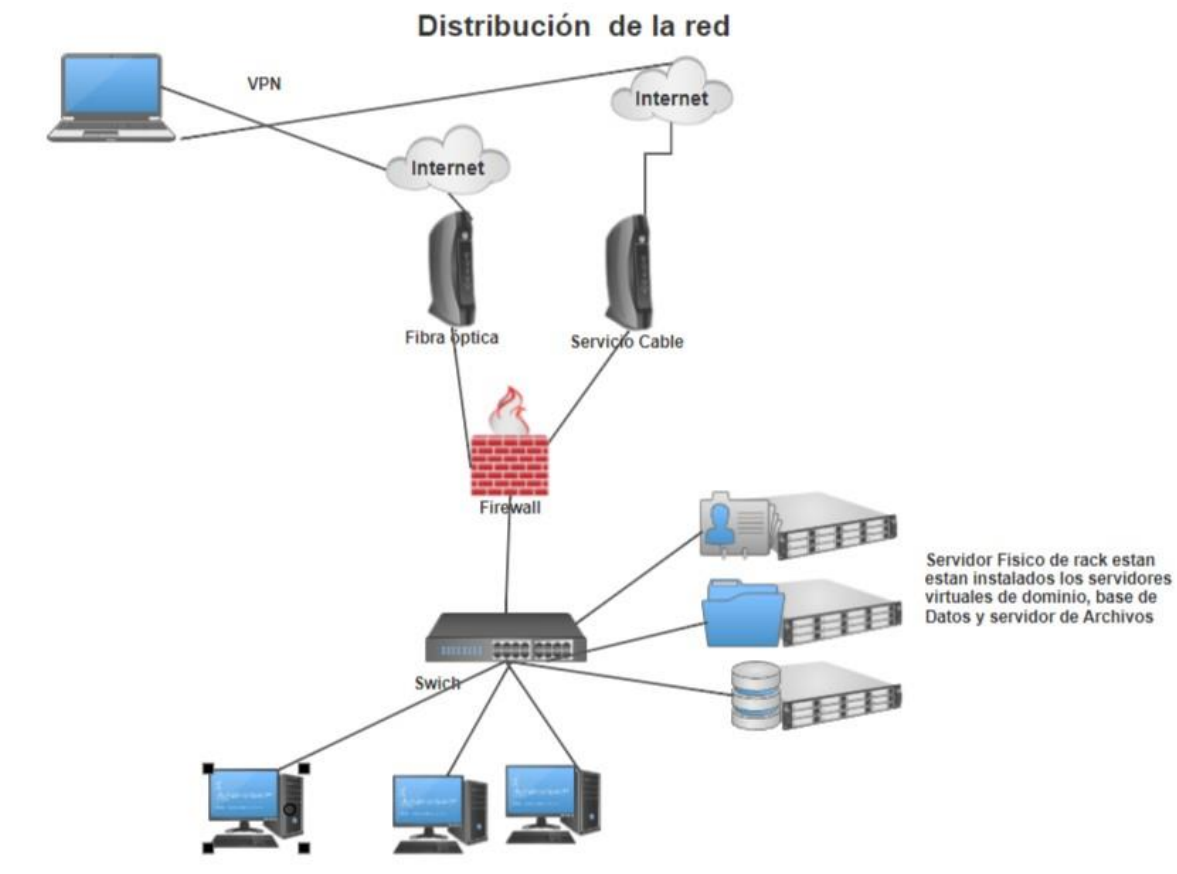 Distribución de la red
VPN
Internet
Internet
Fibra óptica
Servicio Cable
Firewall
Servidor Fisico de rack estan
estan instalados los servidores
virtuales de dominio, base de
Datos y servidor de Archivos
Swich